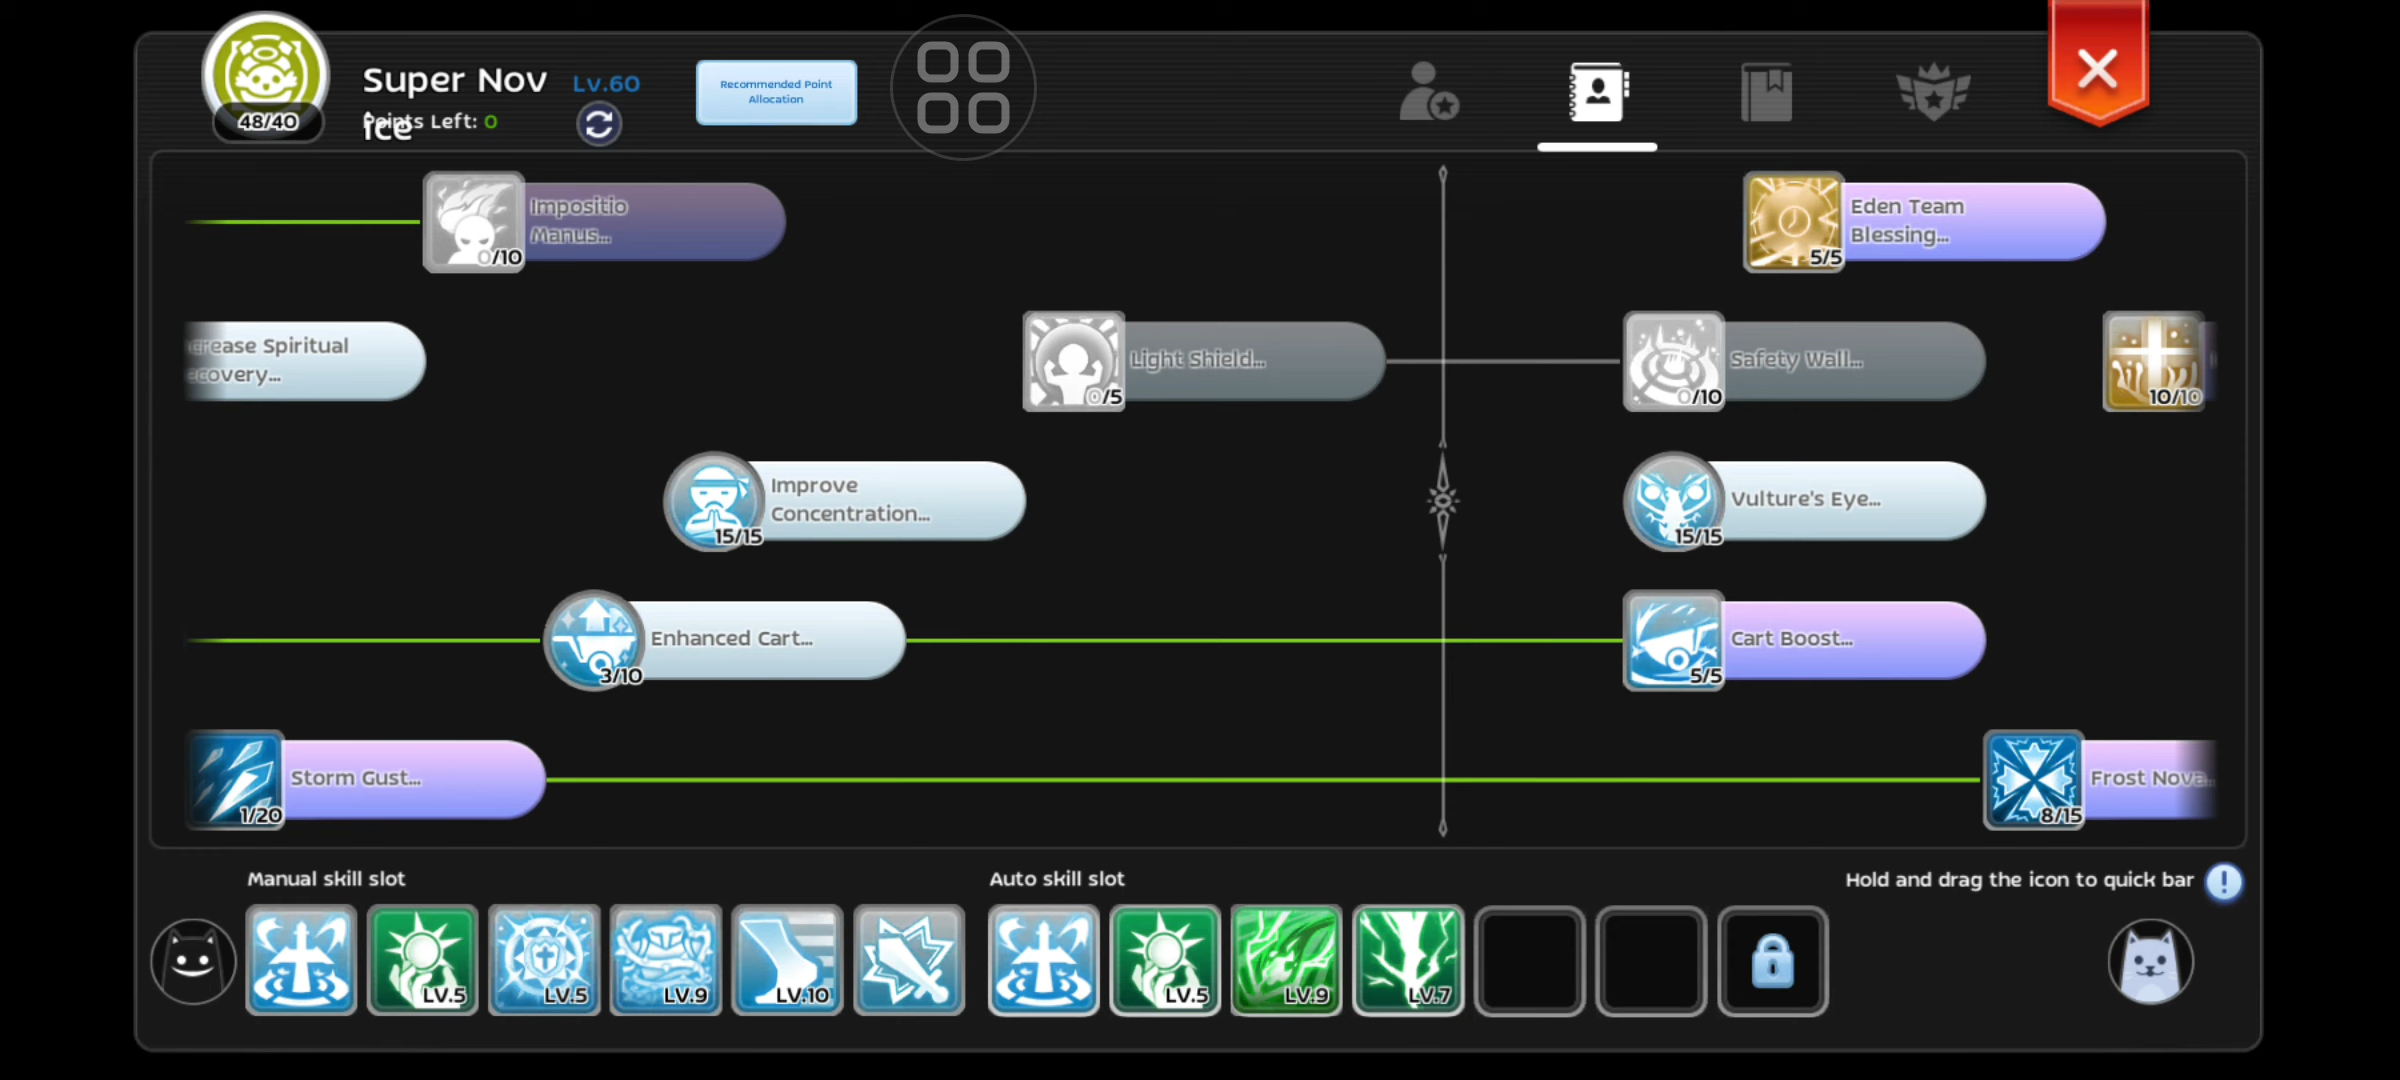 Super Nov
ice
Lv.60
Points Left: 0
48/40
Recommended Point
Allocation
Impositio
Manus...
0/10
Eden Team
Blessing...
5/5
crease Spiritual
ecovery...
Light Shield...
0/5
Safety Wall...
0/10
10/10
Improve
Concentration...
15/15
Vulture's Eye...
15/15
Enhanced Cart...
3/10
Cart Boost...
5/5
Storm Gust...
1/20
Frost Nova...
8/15
Manual skill slot
Auto skill slot
Hold and drag the icon to quick bar
LV.5
LV.5
LV.9
LV.10
LV.5
LV.9
LV.7